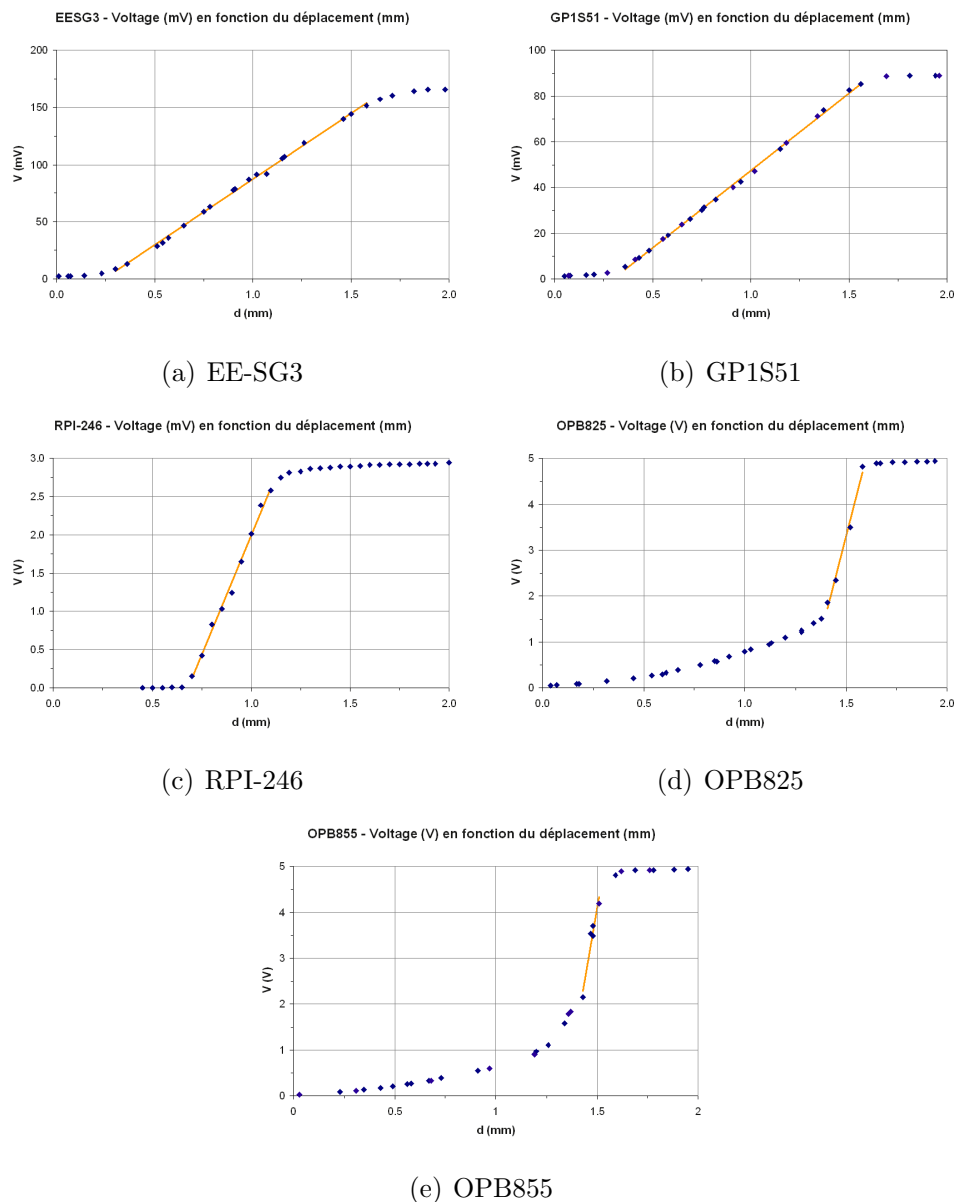 EESG3 - Voltage (mV) en fonction du déplacement (mm)
200
150
100
50
0
V (mV)
0.0 0.5 1.0 1.5 2.0
d (mm)
(a) EE-SG3
GP1S51 - Voltage (mV) en fonction du déplacement (mm)
100
80
60
40
20
0
V (mV)
0.0 0.5 1.0 1.5 2.0
d (mm)
(b) GP1S51
RPI-246 - Voltage (mV) en fonction du déplacement (mm)
3.0
2.5
2.0
1.5
1.0
0.5
0.0
V (V)
0.0 0.5 1.0 1.5 2.0
d (mm)
(c) RPI-246
OPB825 - Voltage (V) en fonction du déplacement (mm)
5
4
3
2
1
0
V (V)
0.0 0.5 1.0 1.5 2.0
d (mm)
(d) OPB825
OPB855 - Voltage (V) en fonction du déplacement (mm)
5
4
3
2
1
0
V (V)
0 0.5 1 1.5 2
d (mm)
(e) OPB855